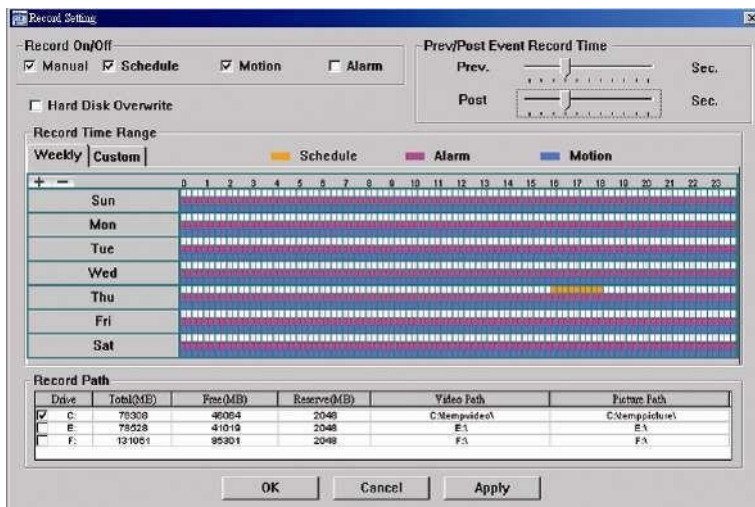 Record Setting
Record On/Off
Manual Schedule Motion Alarm
Prev/Post Event Record Time
Prev. Sec.
Post Sec.
Hard Disk Overwrite
Record Time Range
Weekly Custom
Schedule Alarm Motion
+ - 0 1 2 3 4 5 6 7 8 9 10 11 12 13 14 15 16 17 18 19 20 21 22 23
Sun
Mon
Tue
Wed
Thu
Fri
Sat
Record Path
Drive Total(MB) Free(MB) Reserve(MB) Video Path Picture Path
C: 78308 46084 2048 C:\tempvideo\ C:\temppicture\
E: 78528 41019 2048 E:\ E:\
F: 131061 95301 2048 F:\ F:\
OK Cancel Apply